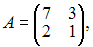 A = (7 3
2 1),